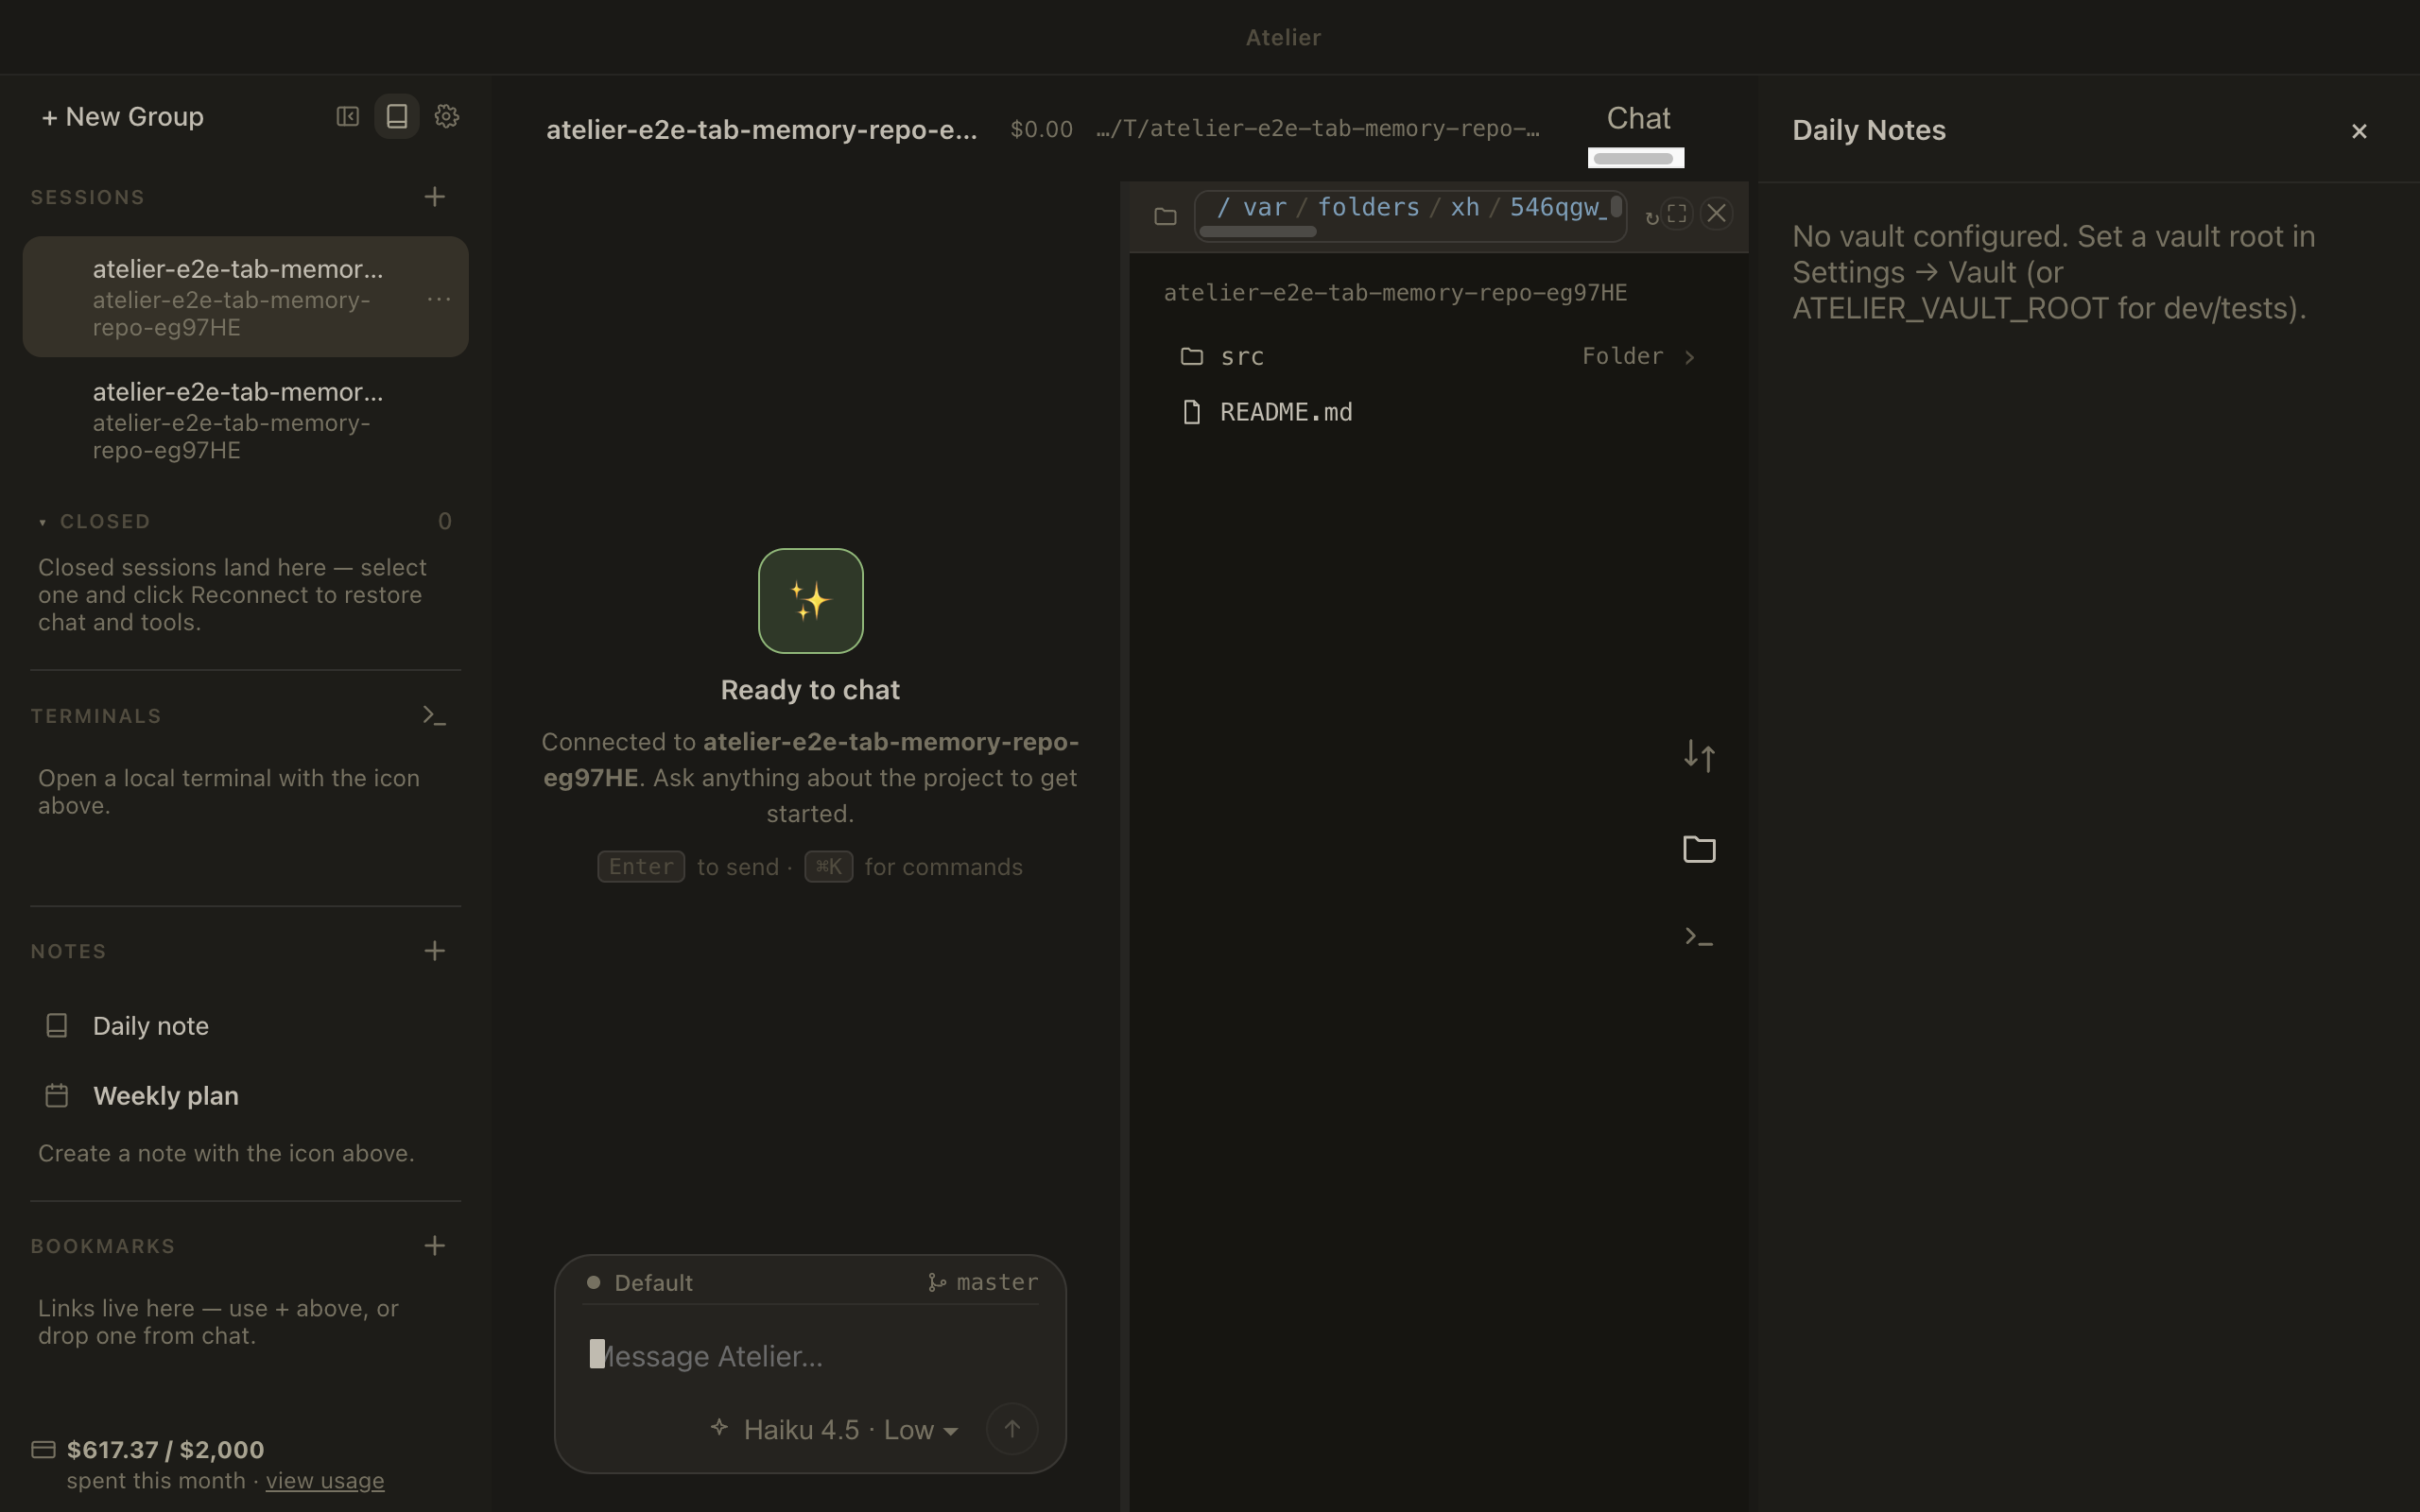 Atelier
+ New Group
SESSIONS
atelier-e2e-tab-memor...
atelier-e2e-tab-memory-
repo-eg97HE
atelier-e2e-tab-memor...
atelier-e2e-tab-memory-
repo-eg97HE
CLOSED 0
Closed sessions land here — select
one and click Reconnect to restore
chat and tools.
TERMINALS
Open a local terminal with the icon
above.
NOTES
Daily note
Weekly plan
Create a note with the icon above.
BOOKMARKS
Links live here — use + above, or
drop one from chat.
$617.37 / $2,000
spent this month · view usage
atelier-e2e-tab-memory-repo-e... $0.00 …/T/atelier-e2e-tab-memory-repo-… Chat
Ready to chat
Connected to atelier-e2e-tab-memory-repo-
eg97HE. Ask anything about the project to get
started.
Enter to send · ⌘K for commands
Default master
Message Atelier...
Haiku 4.5 · Low
/ var / folders / xh / 546qgw_
atelier-e2e-tab-memory-repo-eg97HE
src Folder
README.md
Daily Notes
No vault configured. Set a vault root in
Settings → Vault (or
ATELIER_VAULT_ROOT for dev/tests).